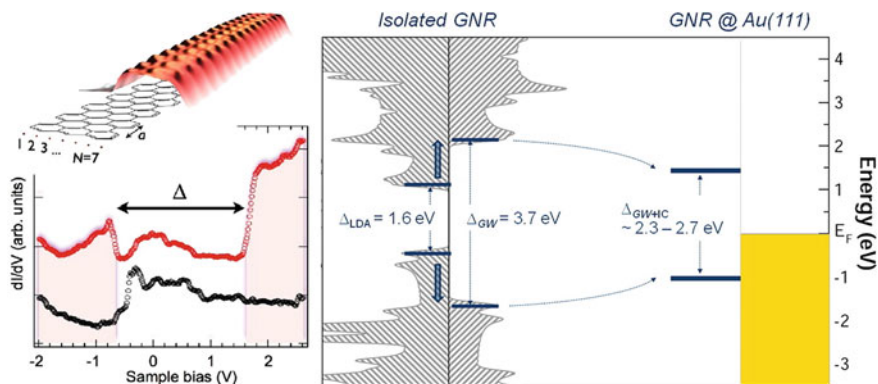 Isolated GNR
GNR @ Au(111)
a
1 2 3 ... N=7
Δ
dI/dV (arb. units)
-2 -1 0 1 2
Sample bias (V)
Δ_LDA = 1.6 eV
Δ_GW = 3.7 eV
Δ_GW+IC
~ 2.3 – 2.7 eV
4
3
2
1
E_F
-1
-2
-3
Energy (eV)